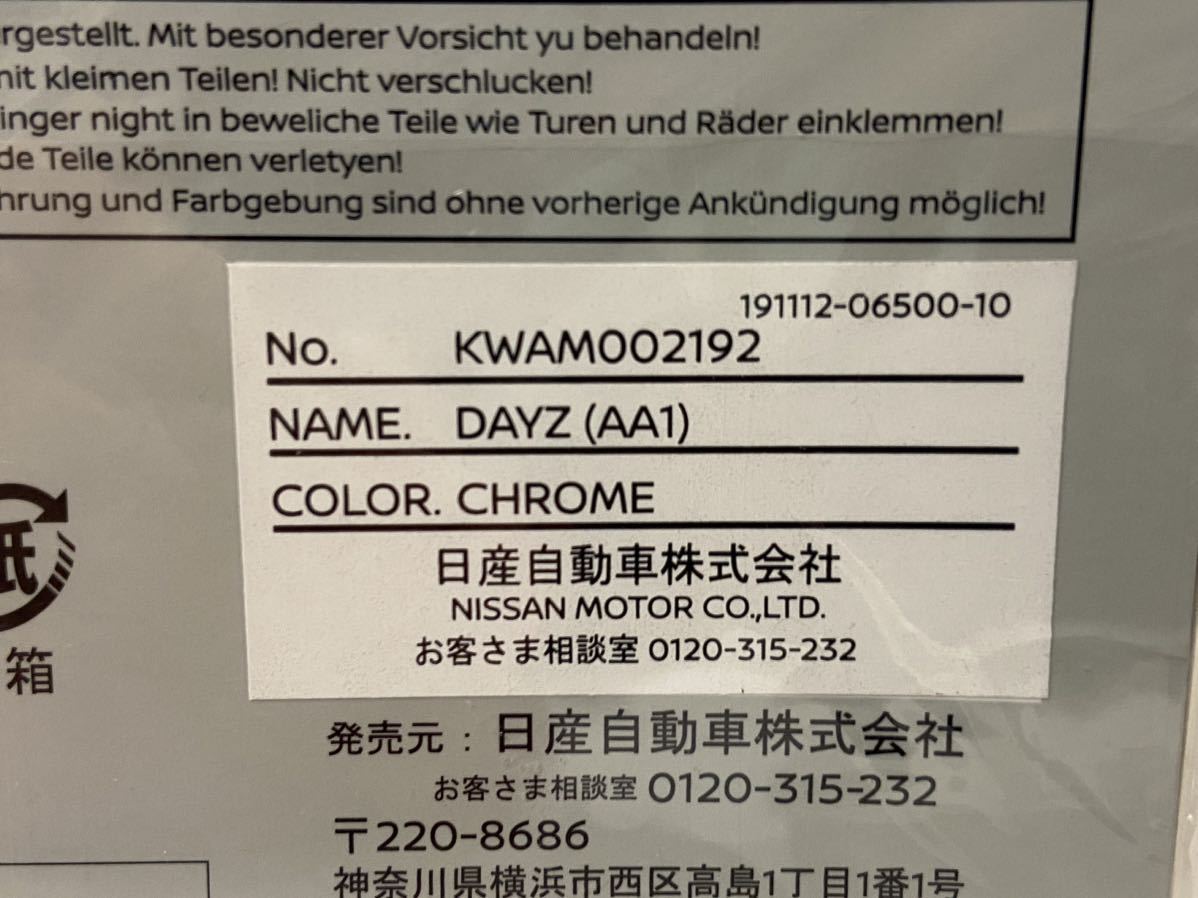 rgestellt. Mit besonderer Vorsicht yu behandeln!
mit kleimen Teilen! Nicht verschlucken!
inger night in beweliche Teile wie Turen und Räder einklemmen!
de Teile können verletyen!
hrung und Farbgebung sind ohne vorherige Ankündigung möglich!
191112-06500-10
No. KWAM002192
NAME. DAYZ (AA1)
COLOR. CHROME
日産自動車株式会社
NISSAN MOTOR CO.,LTD.
お客さま相談室 0120-315-232
紙
箱
発売元：日産自動車株式会社
お客さま相談室 0120-315-232
〒220-8686
神奈川県横浜市西区高島1丁目1番1号